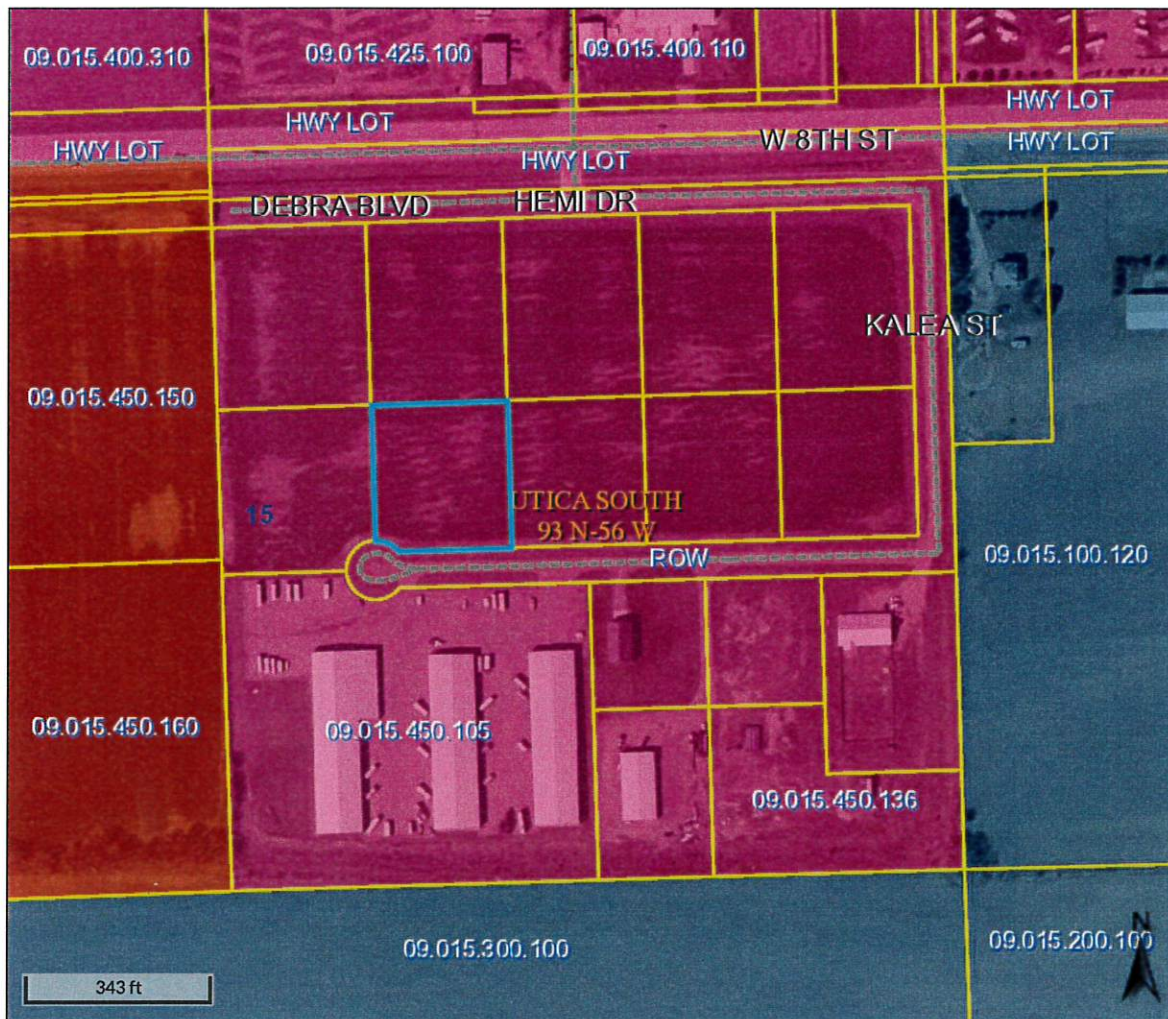 09.015.400.310
09.015.425.100
09.015.400.110
HWY LOT
HWY LOT
HWY LOT
HWY LOT
HWY LOT
W 8TH ST
HWY LOT
DEBRA BLVD
HEMI DR
KALEA ST
09.015.450.150
15
UTICA SOUTH
93 N-56 W
ROW
09.015.100.120
09.015.450.160
09.015.450.105
09.015.450.136
09.015.300.100
09.015.200.100
N
343 ft